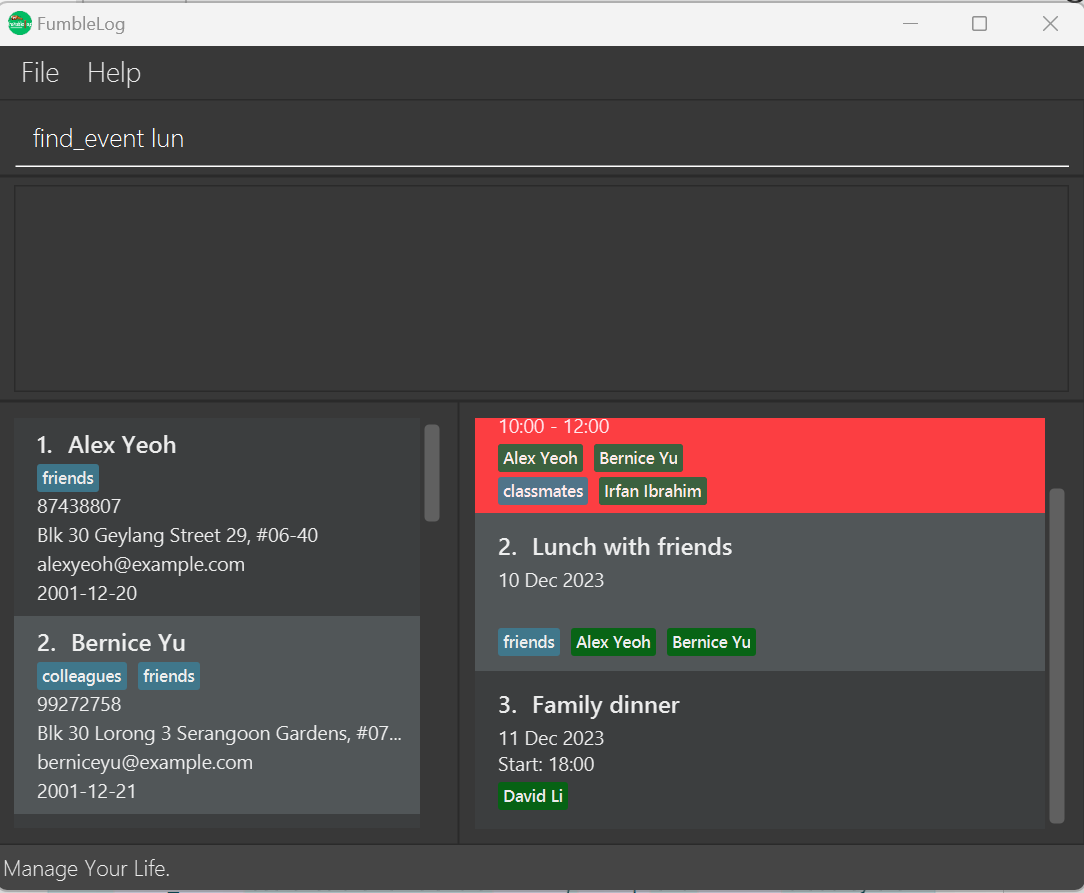 FumbleLog
File Help
find_event lun
1. Alex Yeoh
friends
87438807
Blk 30 Geylang Street 29, #06-40
alexyeoh@example.com
2001-12-20
2. Bernice Yu
colleagues friends
99272758
Blk 30 Lorong 3 Serangoon Gardens, #07...
berniceyu@example.com
2001-12-21
10:00 - 12:00
Alex Yeoh Bernice Yu
classmates Irfan Ibrahim
2. Lunch with friends
10 Dec 2023
friends Alex Yeoh Bernice Yu
3. Family dinner
11 Dec 2023
Start: 18:00
David Li
Manage Your Life.